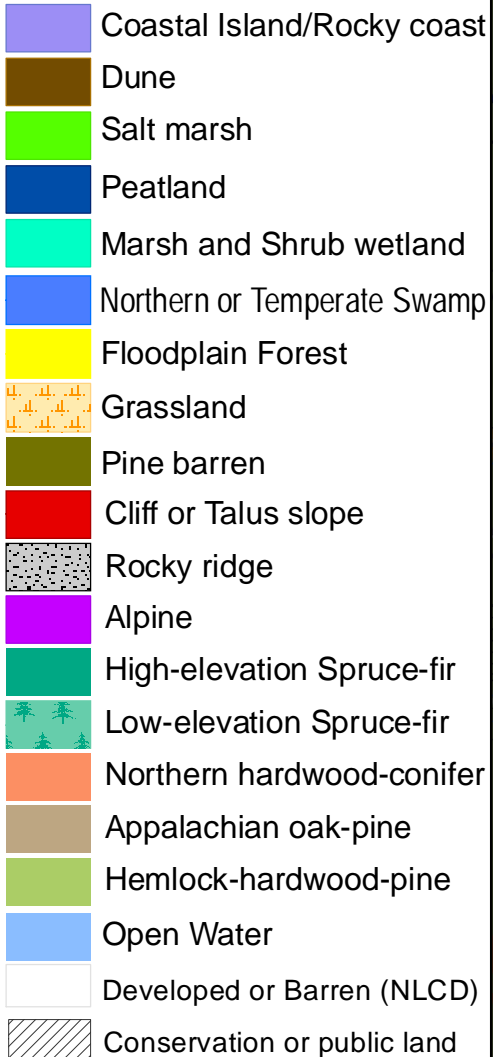 Coastal Island/Rocky coast
Dune
Salt marsh
Peatland
Marsh and Shrub wetland
Northern or Temperate Swamp
Floodplain Forest
Grassland
Pine barren
Cliff or Talus slope
Rocky ridge
Alpine
High-elevation Spruce-fir
Low-elevation Spruce-fir
Northern hardwood-conifer
Appalachian oak-pine
Hemlock-hardwood-pine
Open Water
Developed or Barren (NLCD)
Conservation or public land